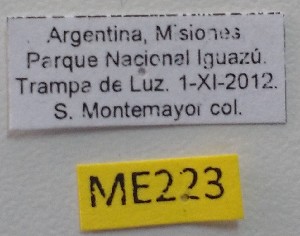 Argentina, Misiones
Parque Nacional Iguazú.
Trampa de Luz. 1-XI-2012.
S. Montemayor col.
ME223